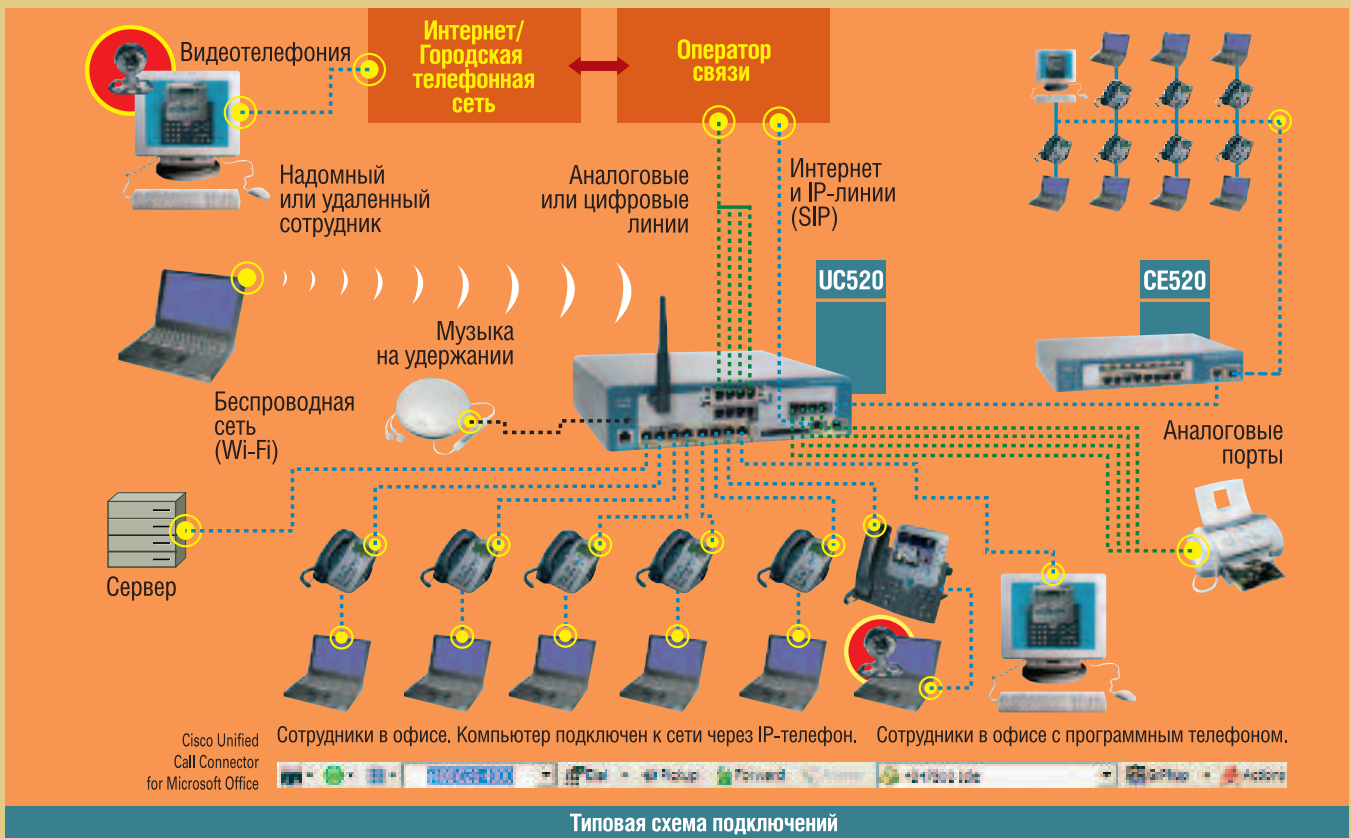 Видеотелефония
Интернет/
Городская
телефонная
сеть
Оператор
связи
Надомный
или удаленный
сотрудник
Аналоговые
или цифровые
линии
Интернет
и IP-линии
(SIP)
UC520
CE520
Музыка
на удержании
Беспроводная
сеть
(Wi-Fi)
Аналоговые
порты
Сервер
Сотрудники в офисе. Компьютер подключен к сети через IP-телефон.
Сотрудники в офисе с программным телефоном.
Cisco Unified
Call Connector
for Microsoft Office
Dial Pickup Forward Actions
Типовая схема подключений